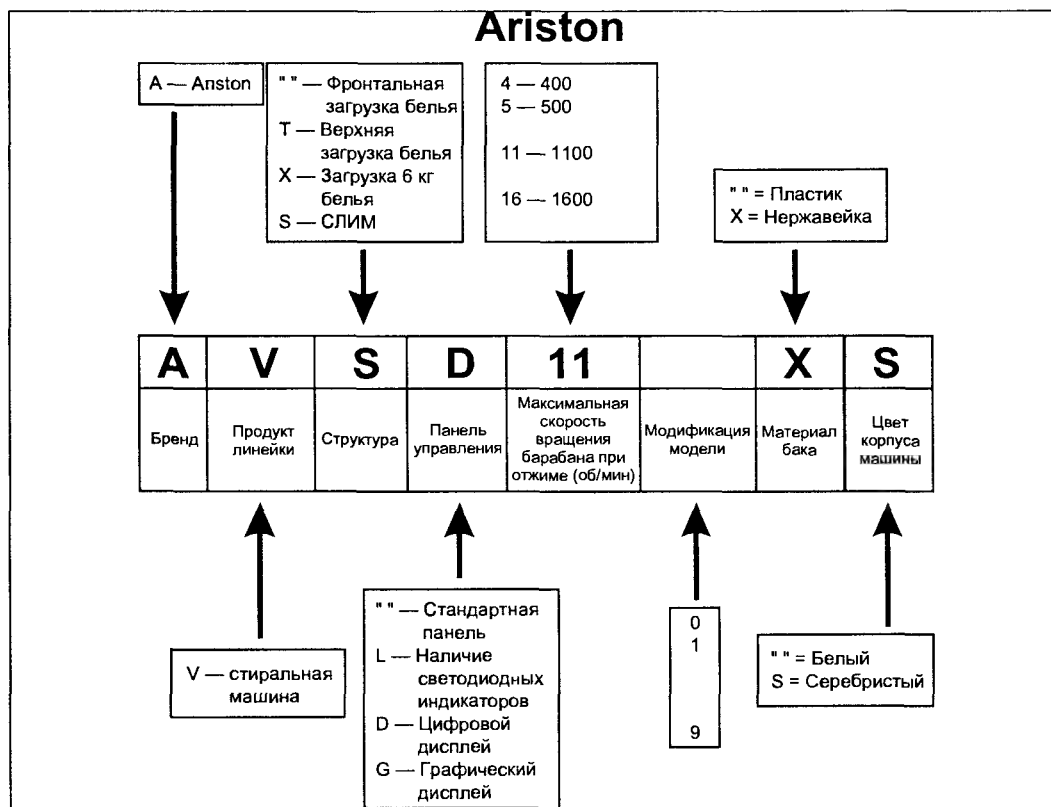 Ariston
A — Anston
" " — Фронтальная
загрузка белья
T — Верхняя
загрузка белья
X — Загрузка 6 кг
белья
S — СЛИМ
4 — 400
5 — 500
11 — 1100
16 — 1600
" " = Пластик
X = Нержавейка
A V S D 11 X S
Бренд
Продукт
линейки
Структура
Панель
управления
Максимальная
скорость
вращения
барабана при
отжиме (об/мин)
Модификация
модели
Материал
бака
Цвет
корпуса
машины
V — стиральная
машина
" " — Стандартная
панель
L — Наличие
светодиодных
индикаторов
D — Цифровой
дисплей
G — Графический
дисплей
0
1
9
" " = Белый
S = Серебристый